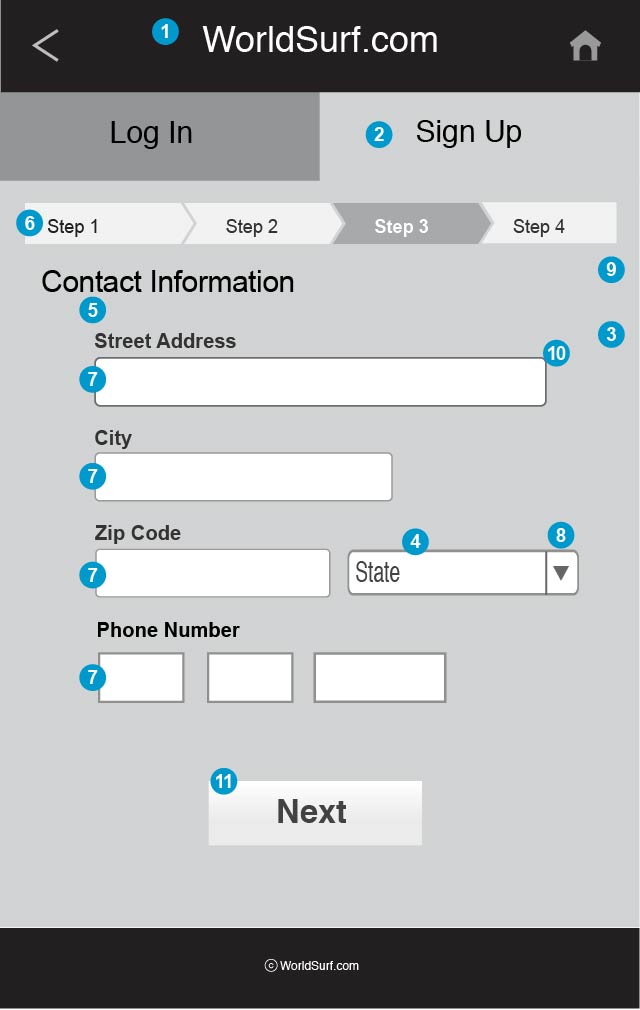 1 WorldSurf.com
Log In
2 Sign Up
6 Step 1 Step 2 Step 3 Step 4
Contact Information
9
5
3
Street Address
10
7
City
7
Zip Code
4
8
7
State
Phone Number
7
11
Next
© WorldSurf.com